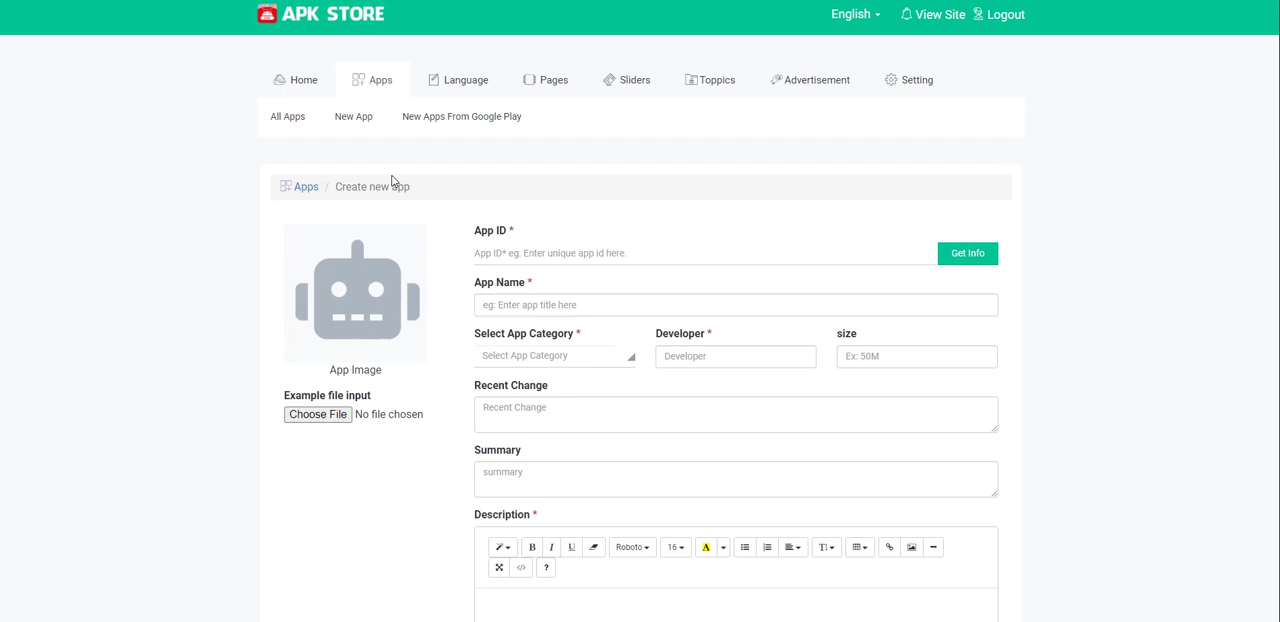 APK STORE
English View Site Logout
Home Apps Language Pages Sliders Toppics Advertisement Setting
All Apps New App New Apps From Google Play
Apps / Create new app
App ID *
App ID* eg: Enter unique app id here. Get Info
App Name *
eg: Enter app title here
Select App Category * Developer * size
Select App Category Developer Ex: 50M
App Image
Recent Change
Example file input
Recent Change
Choose File No file chosen
Summary
summary
Description *
B I U Roboto 16 A T
</> ?